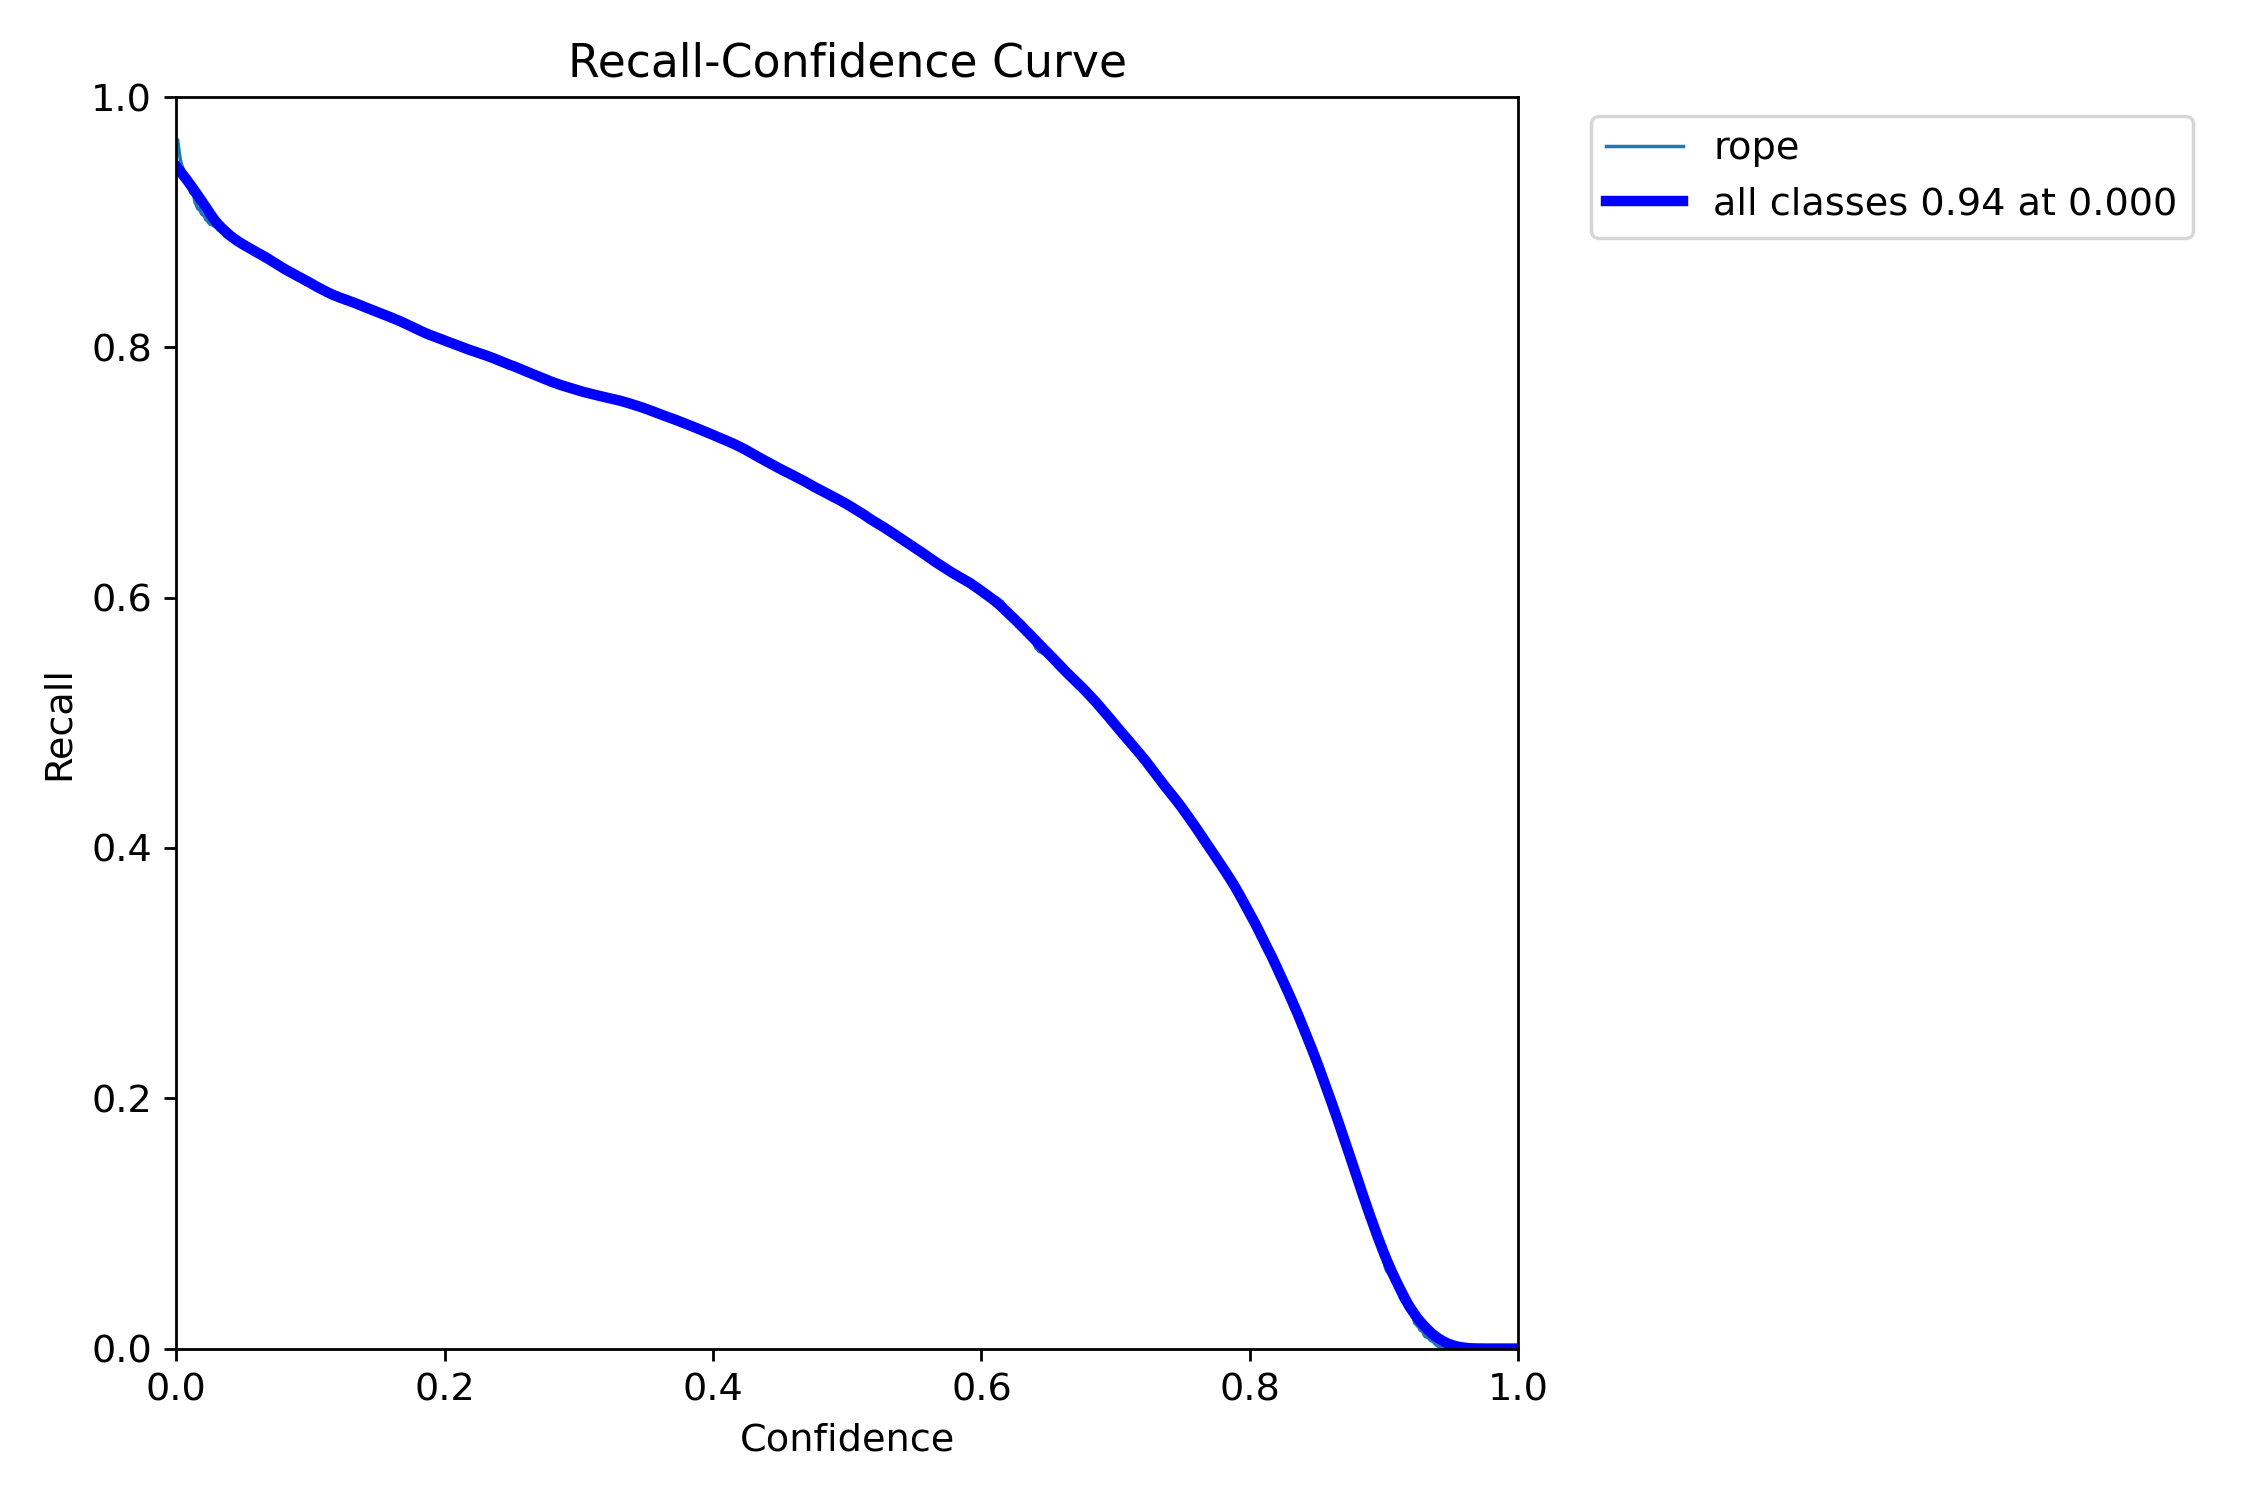 Recall-Confidence Curve
1.0
0.8
0.6
0.4
0.2
0.0
Recall
0.0 0.2 0.4 0.6 0.8 1.0
Confidence
rope
all classes 0.94 at 0.000